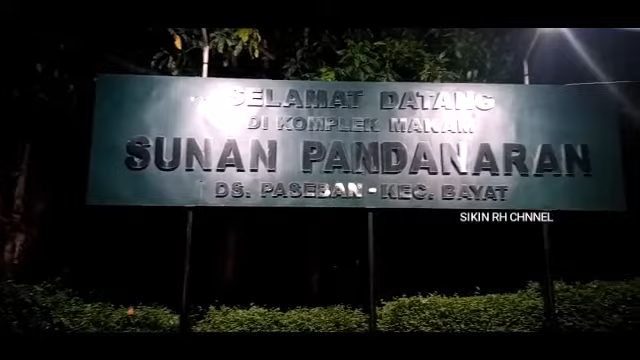 SELAMAT DATANG
DI KOMPLEK MAKAM
SUNAN PANDANARAN
DS. PASEBAN - KEC. BAYAT
SIKIN RH CHNNEL